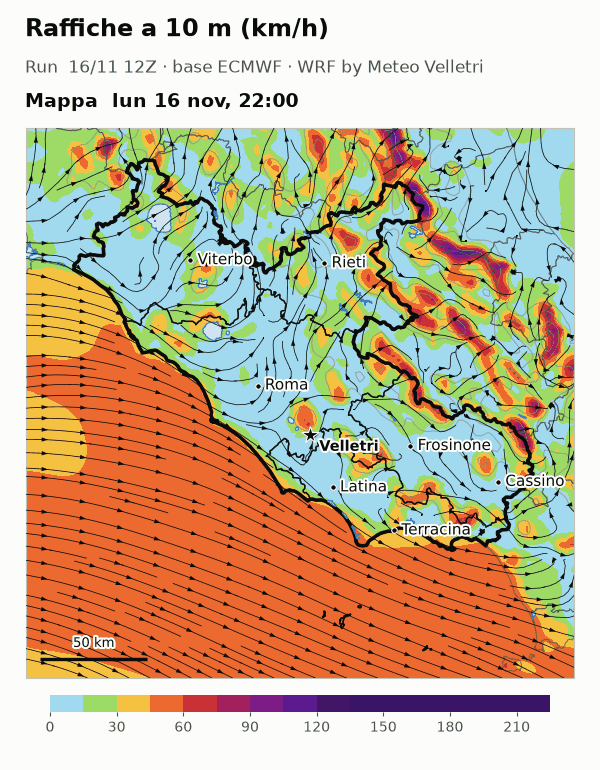 Raffiche a 10 m (km/h)
Run 16/11 12Z · base ECMWF · WRF by Meteo Velletri
Mappa lun 16 nov, 22:00
Viterbo
Rieti
Roma
Velletri
Frosinone
Cassino
Latina
Terracina
50 km
0 30 60 90 120 150 180 210